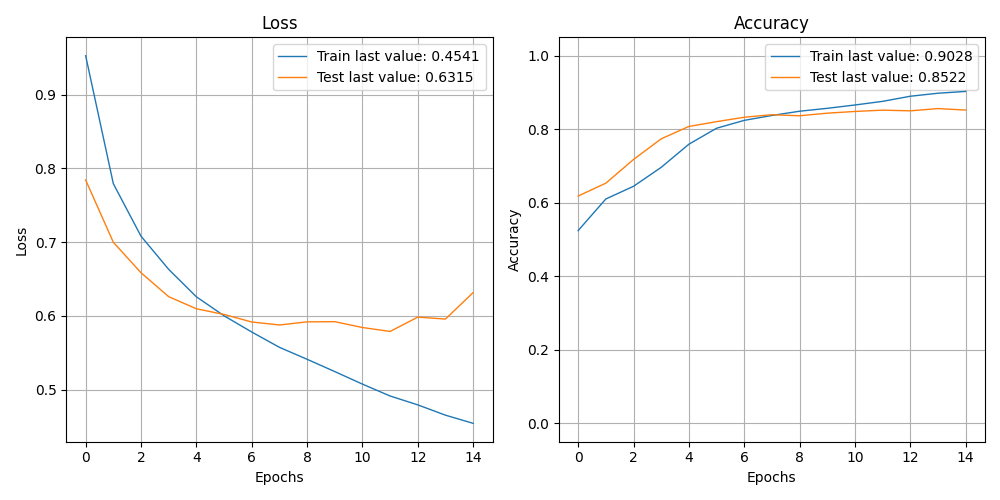 Loss
Train last value: 0.4541
Test last value: 0.6315
0.9
0.8
0.7
0.6
0.5
Loss
0 2 4 6 8 10 12 14
Epochs
Accuracy
Train last value: 0.9028
Test last value: 0.8522
1.0
0.8
0.6
0.4
0.2
0.0
Accuracy
0 2 4 6 8 10 12 14
Epochs